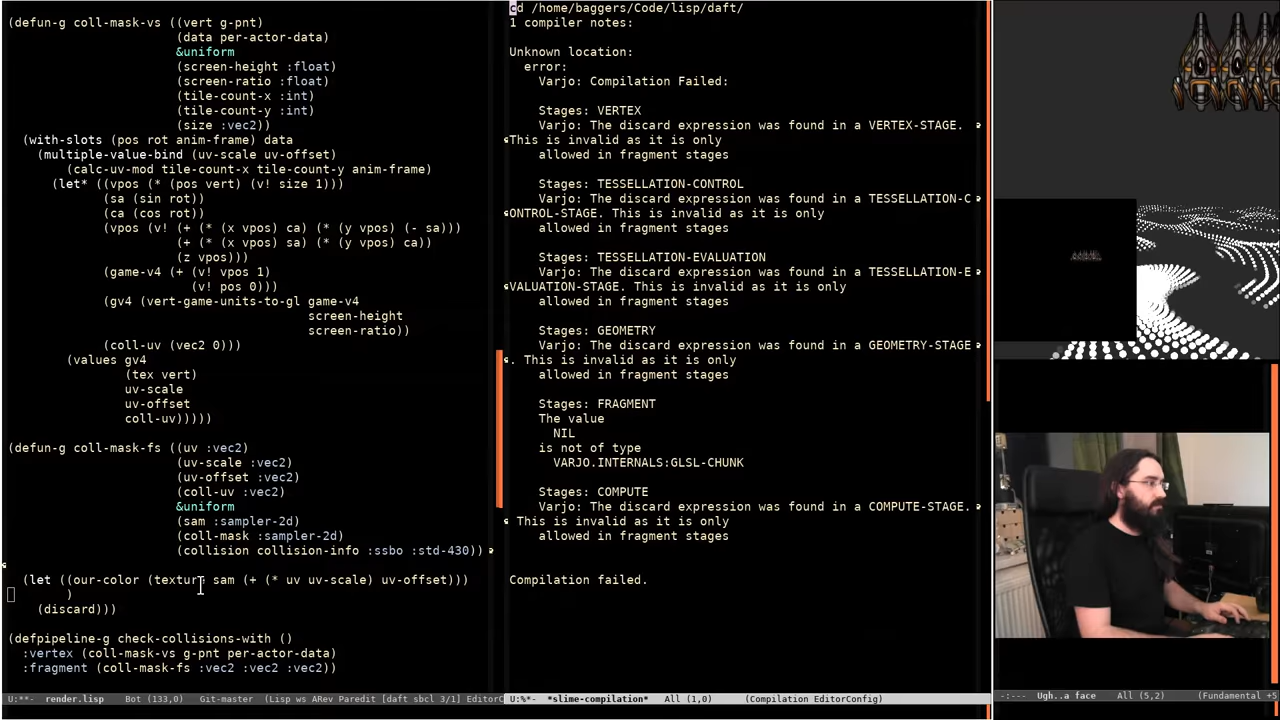 (defun-g coll-mask-vs ((vert g-pnt)
(data per-actor-data)
&uniform
(screen-height :float)
(screen-ratio :float)
(tile-count-x :int)
(tile-count-y :int)
(size :vec2))
(with-slots (pos rot anim-frame) data
(multiple-value-bind (uv-scale uv-offset)
(calc-uv-mod tile-count-x tile-count-y anim-frame)
(let* ((vpos (* (pos vert) (v! size 1)))
(sa (sin rot))
(ca (cos rot))
(vpos (v! (+ (* (x vpos) ca) (* (y vpos) (- sa)))
(+ (* (x vpos) sa) (* (y vpos) ca))
(z vpos)))
(game-v4 (+ (v! vpos 1)
(v! pos 0)))
(gv4 (vert-game-units-to-gl game-v4
screen-height
screen-ratio))
(coll-uv (vec2 0)))
(values gv4
(tex vert)
uv-scale
uv-offset
coll-uv)))))
(defun-g coll-mask-fs ((uv :vec2)
(uv-scale :vec2)
(uv-offset :vec2)
(coll-uv :vec2)
&uniform
(sam :sampler-2d)
(coll-mask :sampler-2d)
(collision collision-info :ssbo :std-430))
(let ((our-color (texture sam (+ (* uv uv-scale) uv-offset)))
)
(discard)))
(defpipeline-g check-collisions-with ()
:vertex (coll-mask-vs g-pnt per-actor-data)
:fragment (coll-mask-fs :vec2 :vec2 :vec2))
U:**- render.lisp Bot (133,0) Git-master (Lisp ws ARev Paredit [daft sbcl 3/1] EditorC
cd /home/baggers/Code/lisp/daft/
1 compiler notes:
Unknown location:
error:
Varjo: Compilation Failed:
Stages: VERTEX
Varjo: The discard expression was found in a VERTEX-STAGE.
This is invalid as it is only
allowed in fragment stages
Stages: TESSELLATION-CONTROL
Varjo: The discard expression was found in a TESSELLATION-C
ONTROL-STAGE. This is invalid as it is only
allowed in fragment stages
Stages: TESSELLATION-EVALUATION
Varjo: The discard expression was found in a TESSELLATION-E
VALUATION-STAGE. This is invalid as it is only
allowed in fragment stages
Stages: GEOMETRY
Varjo: The discard expression was found in a GEOMETRY-STAGE
. This is invalid as it is only
allowed in fragment stages
Stages: FRAGMENT
The value
NIL
is not of type
VARJO.INTERNALS:GLSL-CHUNK
Stages: COMPUTE
Varjo: The discard expression was found in a COMPUTE-STAGE.
This is invalid as it is only
allowed in fragment stages
Compilation failed.
U:%*- *slime-compilation* All (1,0) (Compilation EditorConfig)
-:--- Ugh..a face All (5,2) (Fundamental +5